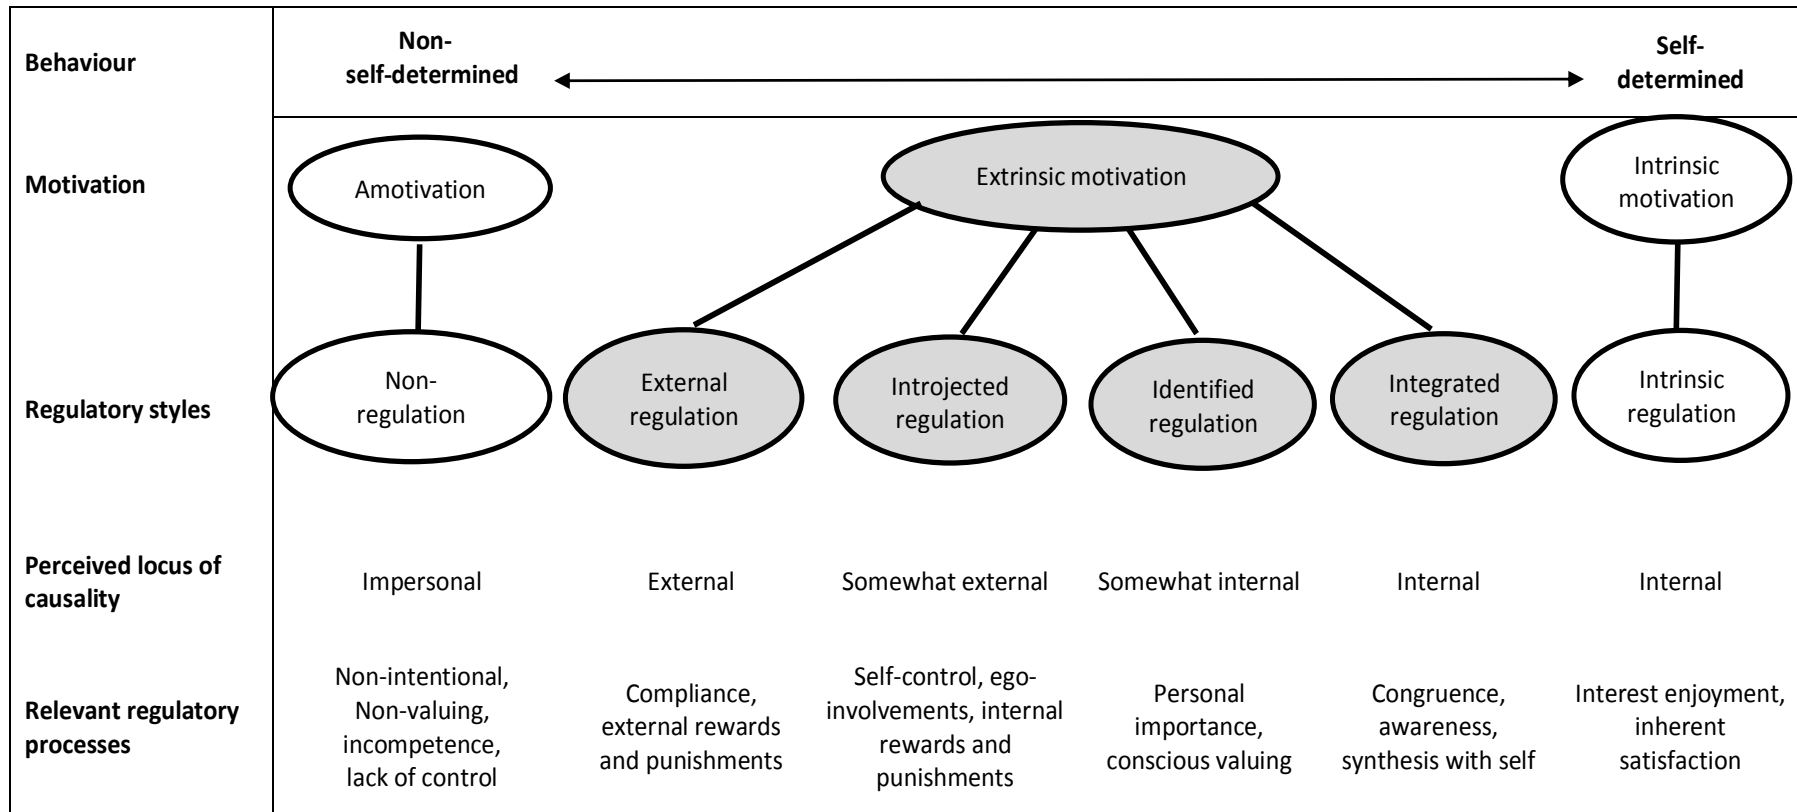 Behaviour
Non-
self-determined
Self-
determined
Motivation
Amotivation
Extrinsic motivation
Intrinsic
motivation
Regulatory styles
Non-
regulation
External
regulation
Introjected
regulation
Identified
regulation
Integrated
regulation
Intrinsic
regulation
Perceived locus of
causality
Impersonal
External
Somewhat external
Somewhat internal
Internal
Internal
Relevant regulatory
processes
Non-intentional,
Non-valuing,
incompetence,
lack of control
Compliance,
external rewards
and punishments
Self-control, ego-
involvements, internal
rewards and
punishments
Personal
importance,
conscious valuing
Congruence,
awareness,
synthesis with self
Interest enjoyment,
inherent
satisfaction